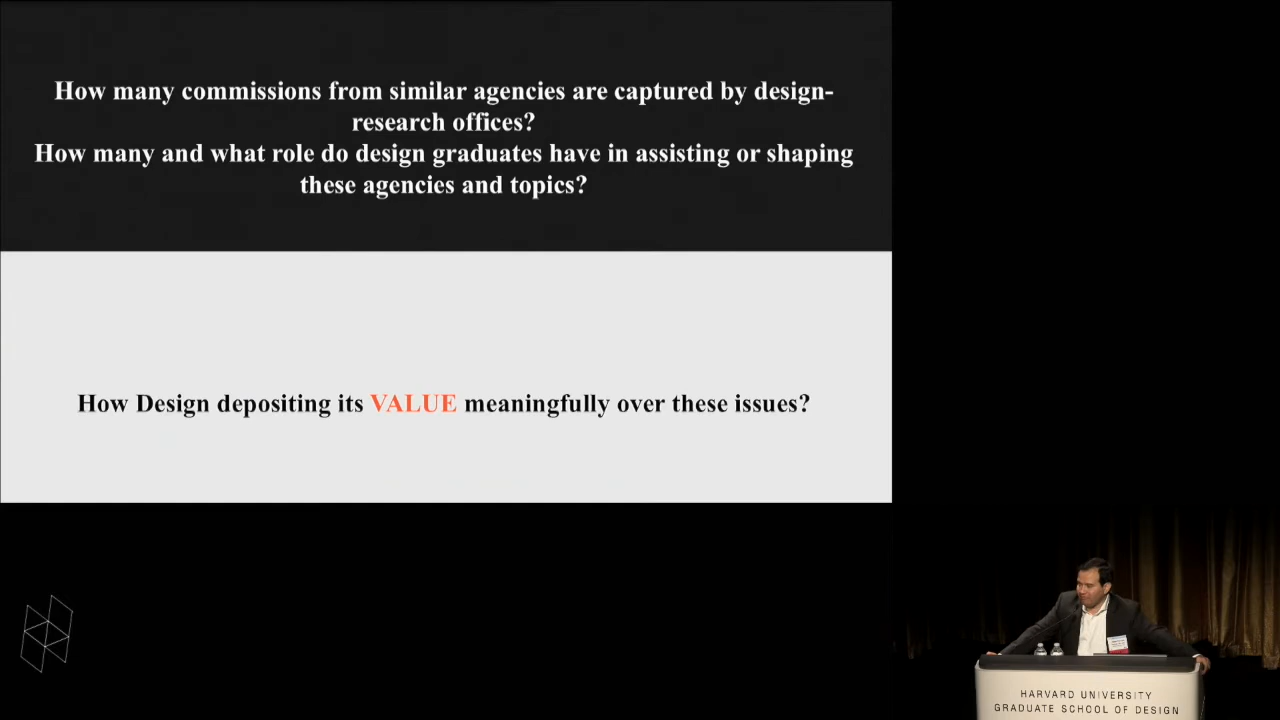 How many commissions from similar agencies are captured by design-
research offices?
How many and what role do design graduates have in assisting or shaping
these agencies and topics?
How Design depositing its VALUE meaningfully over these issues?
HARVARD UNIVERSITY
GRADUATE SCHOOL OF DESIGN